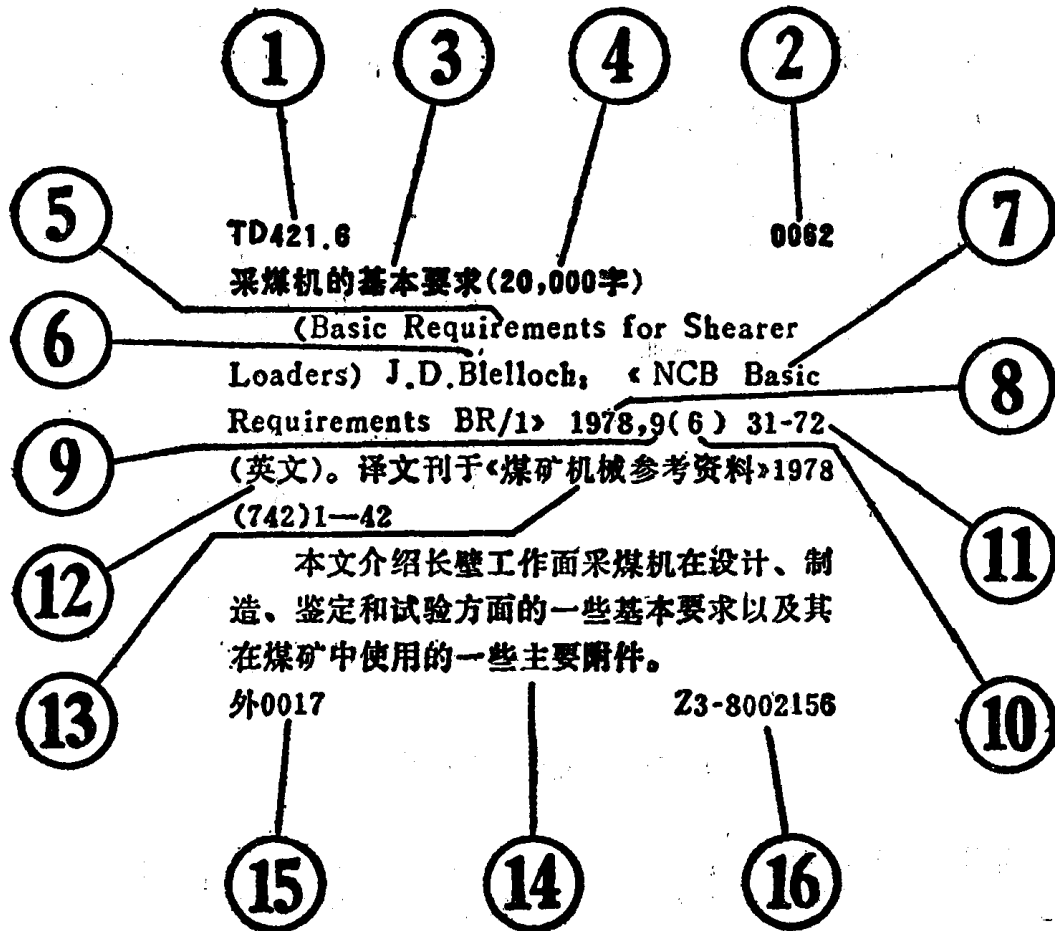 ① ③ ④ ②
⑤ ⑦
TD421.6 0062
采煤机的基本要求(20,000字)
⑥ ⑧
(Basic Requirements for Shearer
Loaders) J.D.Blelloch; 《NCB Basic
Requirements BR/1》 1978,9(6) 31-72
⑨
(英文)。译文刊于《煤矿机械参考资料》1978
(742)1—42
⑫ ⑪
本文介绍长壁工作面采煤机在设计、制
造、鉴定和试验方面的一些基本要求以及其
在煤矿中使用的一些主要附件。
⑬ ⑩
外0017 Z3-8002156
⑮ ⑭ ⑯